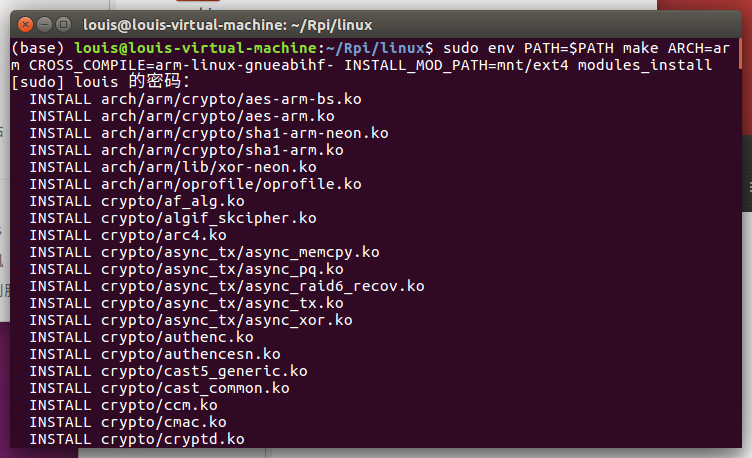 louis@louis-virtual-machine: ~/Rpi/linux
(base) louis@louis-virtual-machine:~/Rpi/linux$ sudo env PATH=$PATH make ARCH=ar
m CROSS_COMPILE=arm-linux-gnueabihf- INSTALL_MOD_PATH=mnt/ext4 modules_install
[sudo] louis 的密码：
INSTALL arch/arm/crypto/aes-arm-bs.ko
INSTALL arch/arm/crypto/aes-arm.ko
INSTALL arch/arm/crypto/sha1-arm-neon.ko
INSTALL arch/arm/crypto/sha1-arm.ko
INSTALL arch/arm/lib/xor-neon.ko
INSTALL arch/arm/oprofile/oprofile.ko
INSTALL crypto/af_alg.ko
INSTALL crypto/algif_skcipher.ko
INSTALL crypto/arc4.ko
INSTALL crypto/async_tx/async_memcpy.ko
INSTALL crypto/async_tx/async_pq.ko
INSTALL crypto/async_tx/async_raid6_recov.ko
INSTALL crypto/async_tx/async_tx.ko
INSTALL crypto/async_tx/async_xor.ko
INSTALL crypto/authenc.ko
INSTALL crypto/authencesn.ko
INSTALL crypto/cast5_generic.ko
INSTALL crypto/cast_common.ko
INSTALL crypto/ccm.ko
INSTALL crypto/cmac.ko
INSTALL crypto/cryptd.ko